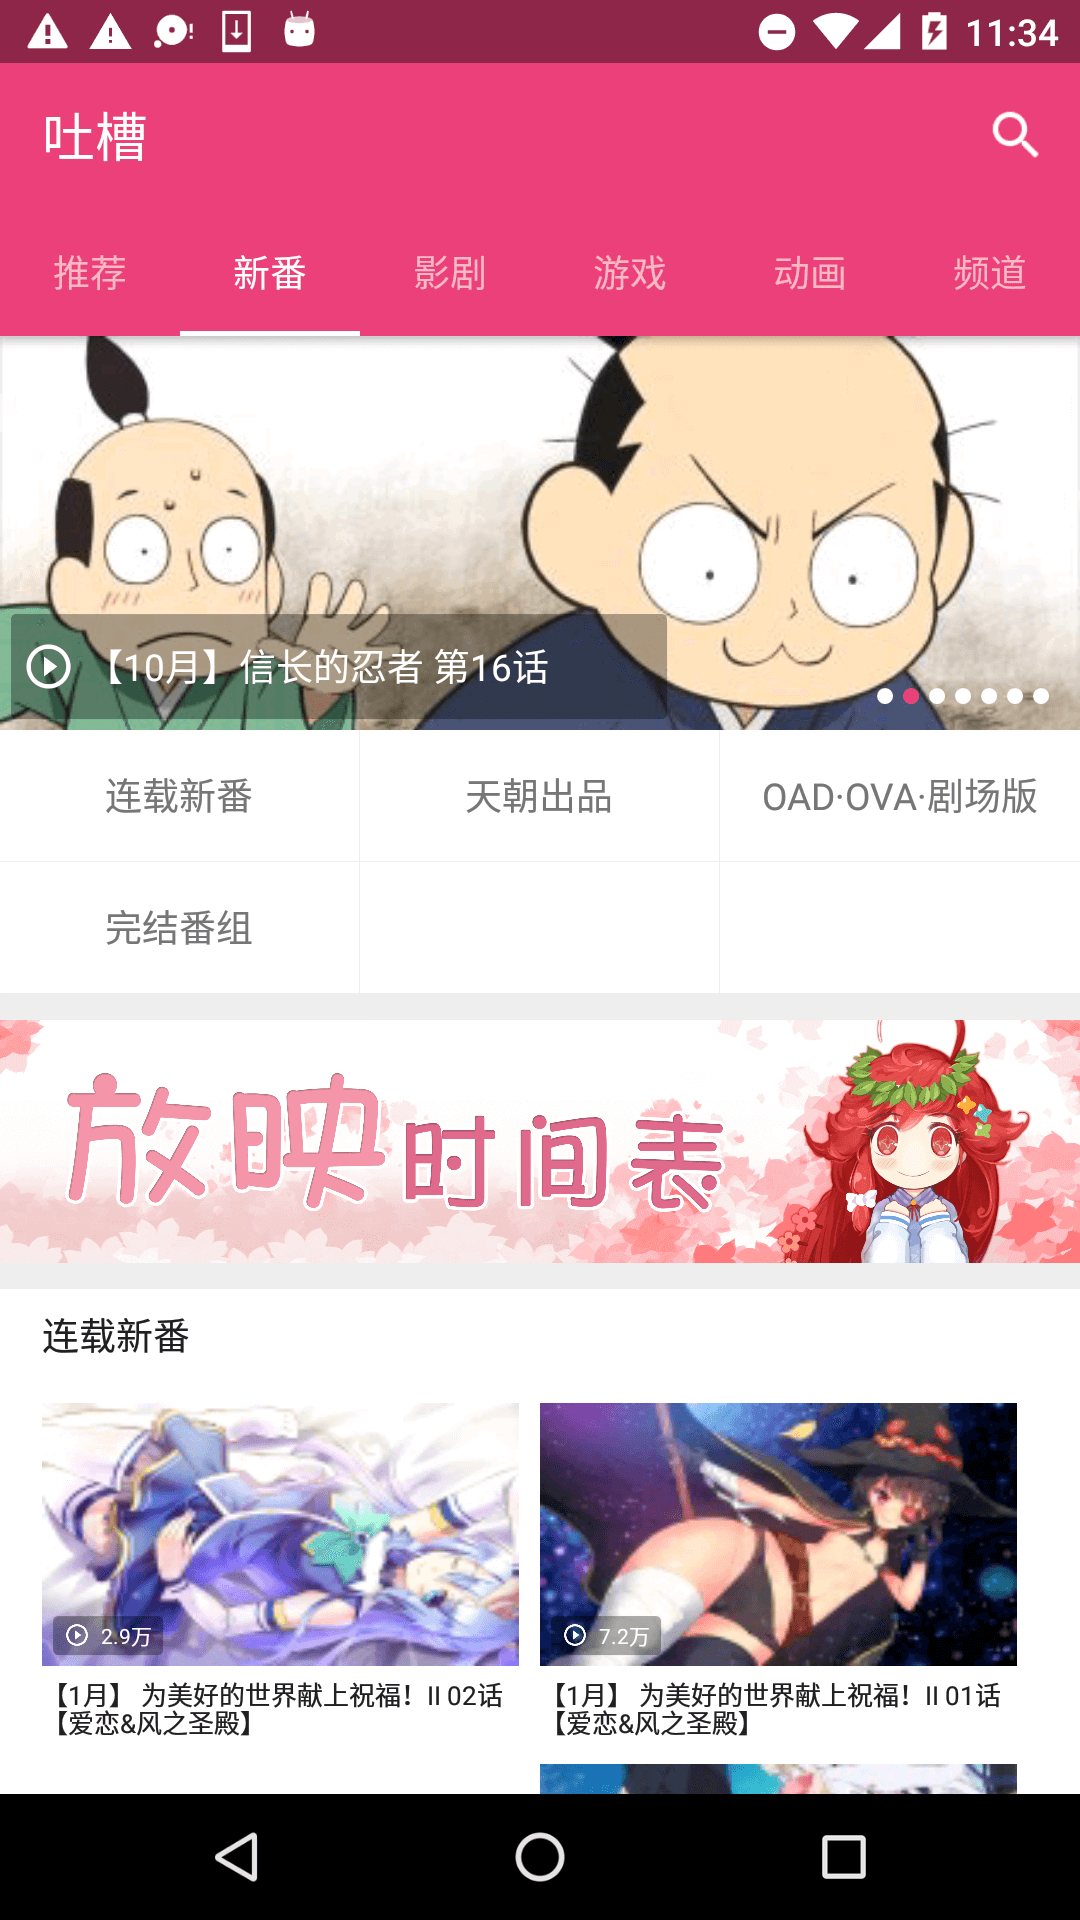 11:34
吐槽
推荐 新番 影剧 游戏 动画 频道
【10月】信长的忍者 第16话
连载新番 天朝出品 OAD·OVA·剧场版
完结番组
放映时间表
连载新番
2.9万 7.2万
【1月】 为美好的世界献上祝福！II 02话
【爱恋&风之圣殿】
【1月】 为美好的世界献上祝福！II 01话
【爱恋&风之圣殿】